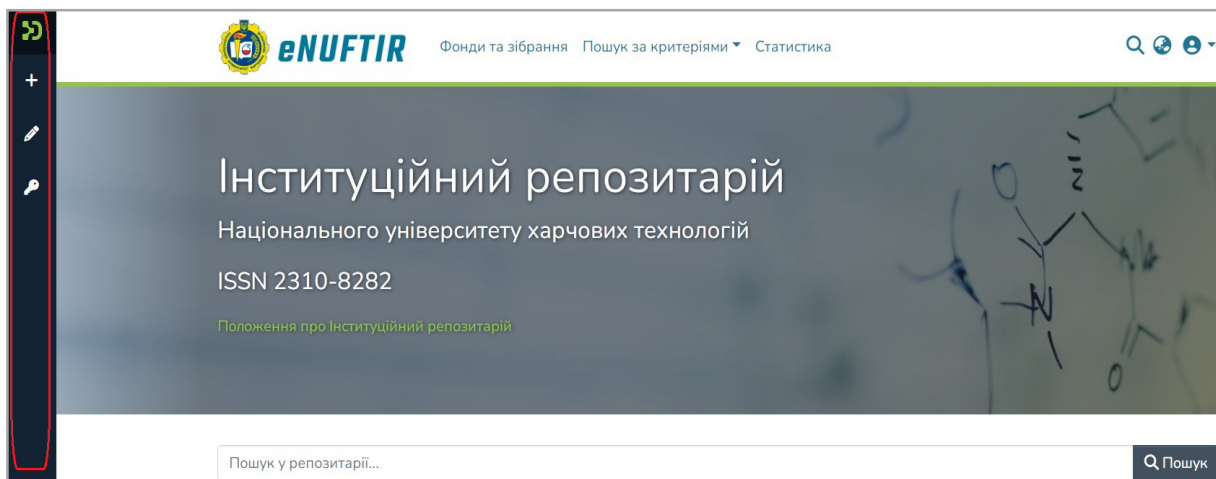 eNUFTIR
Фонди та зібрання Пошук за критеріями Статистика
Інституційний репозитарій
Національного університету харчових технологій
ISSN 2310-8282
Положення про Інституційний репозитарій
Пошук у репозитарії...
Пошук